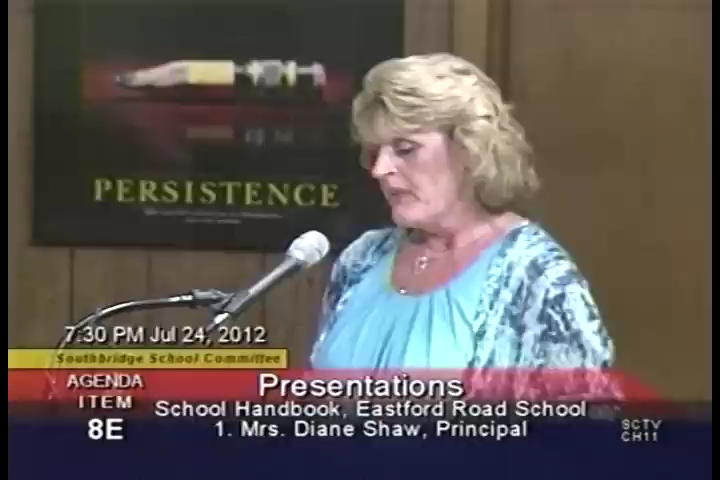 PERSISTENCE
7:30 PM Jul 24, 2012
Southbridge School Committee
AGENDA
ITEM
8E
Presentations
School Handbook, Eastford Road School
1. Mrs. Diane Shaw, Principal
SCTV
CH11